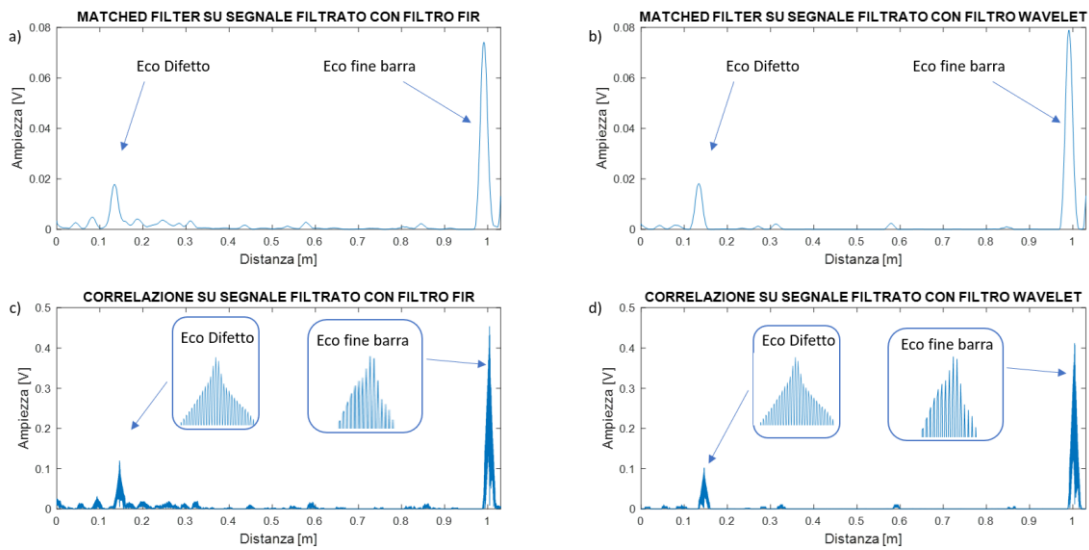 a)
MATCHED FILTER SU SEGNALE FILTRATO CON FILTRO FIR
0.08
0.06
0.04
0.02
0
Ampiezza [V]
Eco Difetto
Eco fine barra
0 0.1 0.2 0.3 0.4 0.5 0.6 0.7 0.8 0.9 1
Distanza [m]
b)
MATCHED FILTER SU SEGNALE FILTRATO CON FILTRO WAVELET
0.08
0.06
0.04
0.02
0
Ampiezza [V]
Eco Difetto
Eco fine barra
0 0.1 0.2 0.3 0.4 0.5 0.6 0.7 0.8 0.9 1
Distanza [m]
c)
CORRELAZIONE SU SEGNALE FILTRATO CON FILTRO FIR
0.5
0.4
0.3
0.2
0.1
0
Ampiezza [V]
Eco Difetto
Eco fine barra
0 0.1 0.2 0.3 0.4 0.5 0.6 0.7 0.8 0.9 1
Distanza [m]
d)
CORRELAZIONE SU SEGNALE FILTRATO CON FILTRO WAVELET
0.5
0.4
0.3
0.2
0.1
0
Ampiezza [V]
Eco Difetto
Eco fine barra
0 0.1 0.2 0.3 0.4 0.5 0.6 0.7 0.8 0.9 1
Distanza [m]